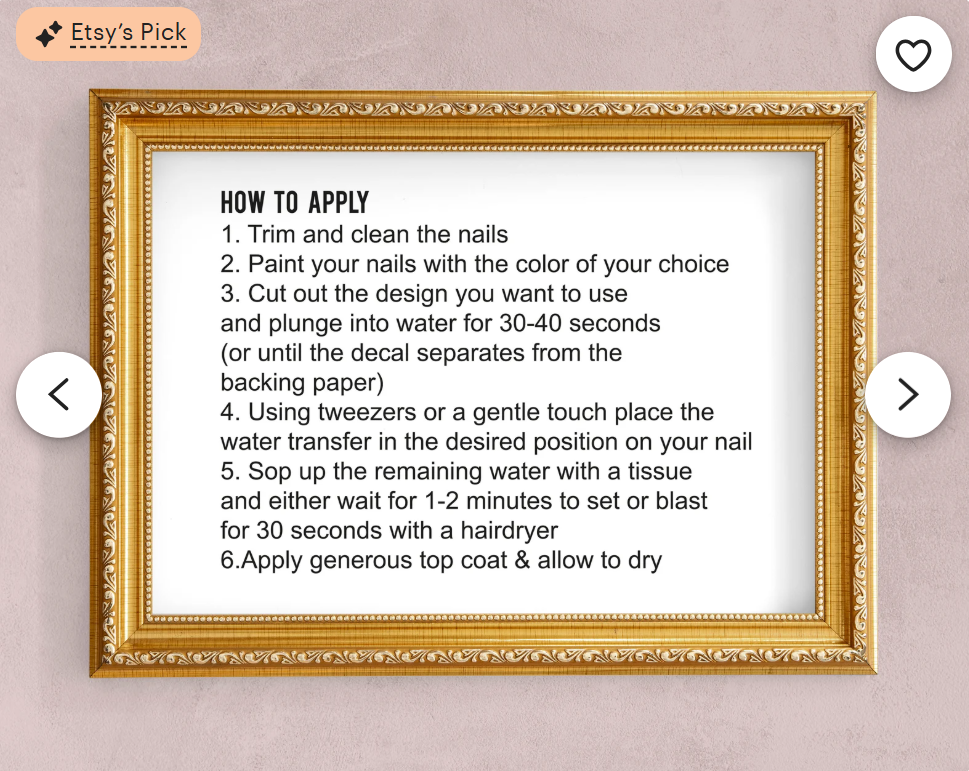 Etsy's Pick
HOW TO APPLY
1. Trim and clean the nails
2. Paint your nails with the color of your choice
3. Cut out the design you want to use
and plunge into water for 30-40 seconds
(or until the decal separates from the
backing paper)
4. Using tweezers or a gentle touch place the
water transfer in the desired position on your nail
5. Sop up the remaining water with a tissue
and either wait for 1-2 minutes to set or blast
for 30 seconds with a hairdryer
6.Apply generous top coat & allow to dry